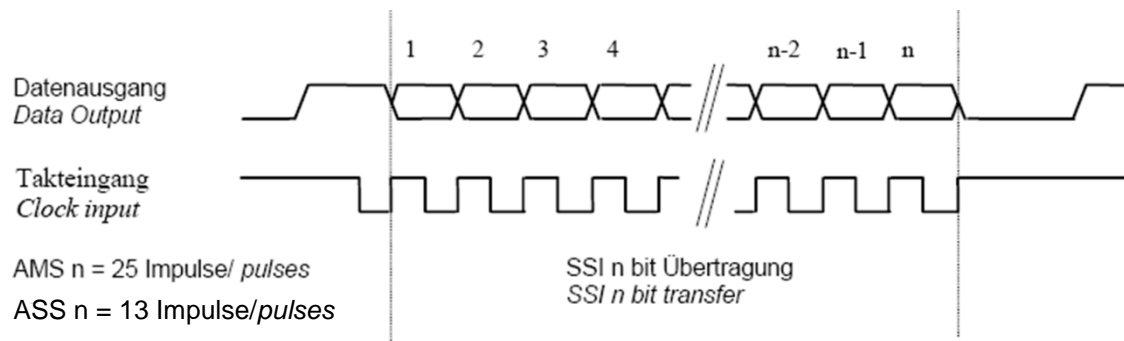 1 2 3 4 n-2 n-1 n
Datenausgang
Data Output
Takteingang
Clock input
AMS n = 25 Impulse/ pulses
ASS n = 13 Impulse/pulses
SSI n bit Übertragung
SSI n bit transfer